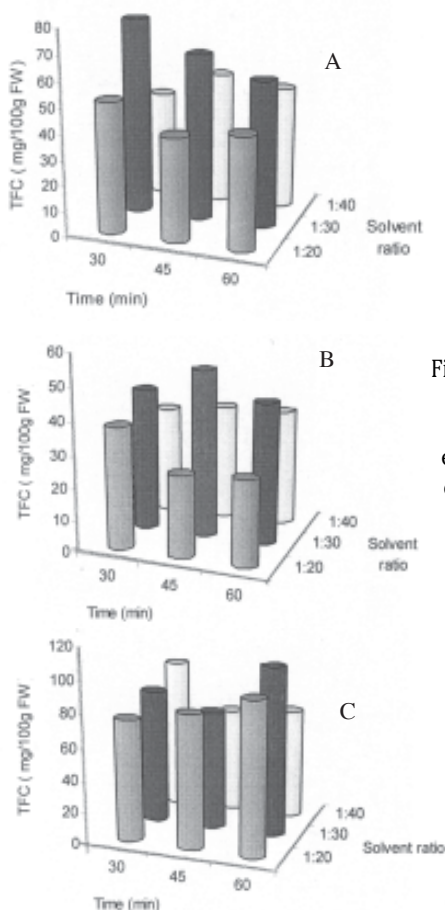 A
TFC ( mg/100g FW)
80
70
60
50
40
30
20
10
0
30
45
60
Time (min)
1:40
1:30
1:20
Solvent
ratio
B
TFC ( mg/100g FW
60
50
40
30
20
10
0
30
45
60
Time (min)
1:40
1:30
1:20
Solvent
ratio
Fi
e
C
TFC ( mg/100g FW
120
100
80
60
40
20
0
30
45
60
Time (min)
1:40
1:30
1:20
Solvent ratio